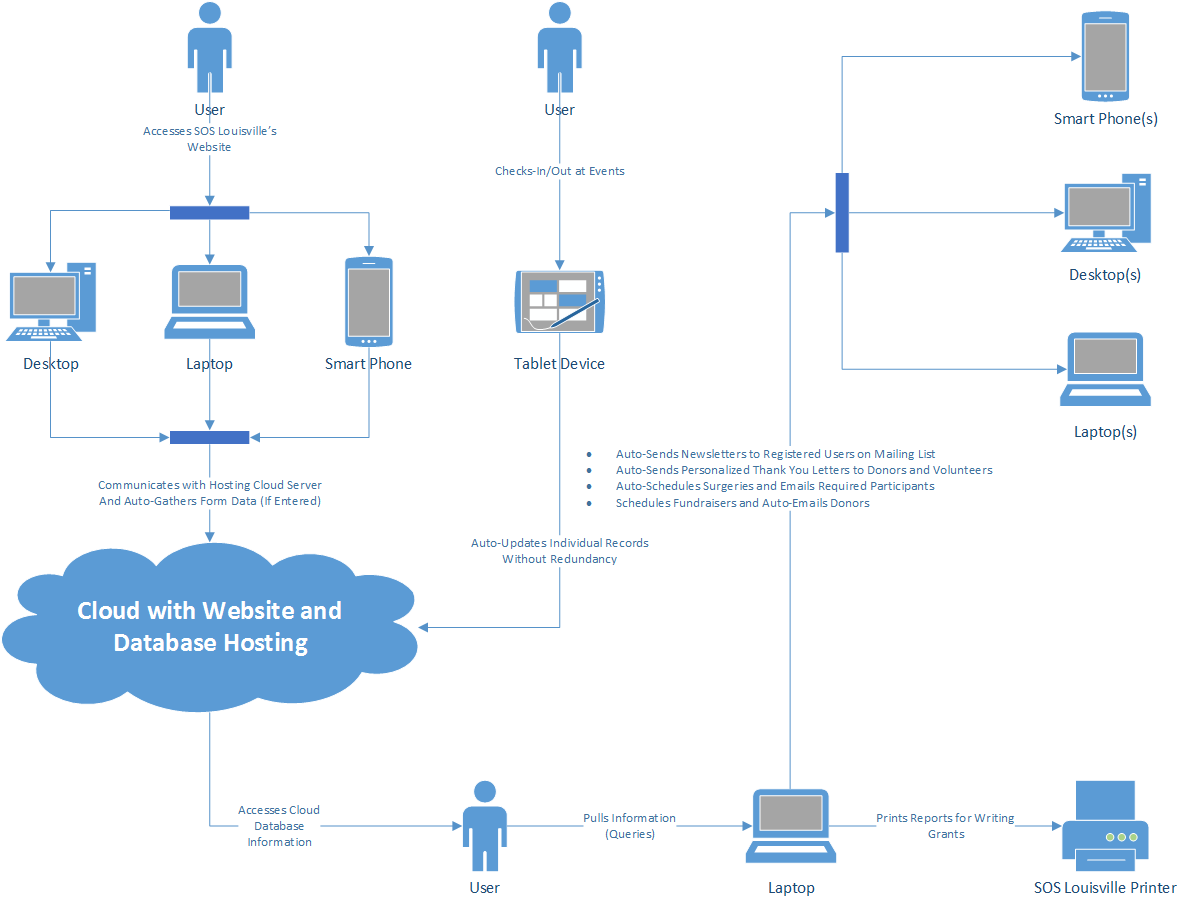 User
Accesses SOS Louisville's
Website
User
Checks-In/Out at Events
Smart Phone(s)
Desktop(s)
Laptop(s)
Desktop
Laptop
Smart Phone
Tablet Device
• Auto-Sends Newsletters to Registered Users on Mailing List
• Auto-Sends Personalized Thank You Letters to Donors and Volunteers
• Auto-Schedules Surgeries and Emails Required Participants
• Schedules Fundraisers and Auto-Emails Donors
Communicates with Hosting Cloud Server
And Auto-Gathers Form Data (If Entered)
Auto-Updates Individual Records
Without Redundancy
Cloud with Website and
Database Hosting
Accesses Cloud
Database
Information
User
Pulls Information
(Queries)
Laptop
Prints Reports for Writing
Grants
SOS Louisville Printer